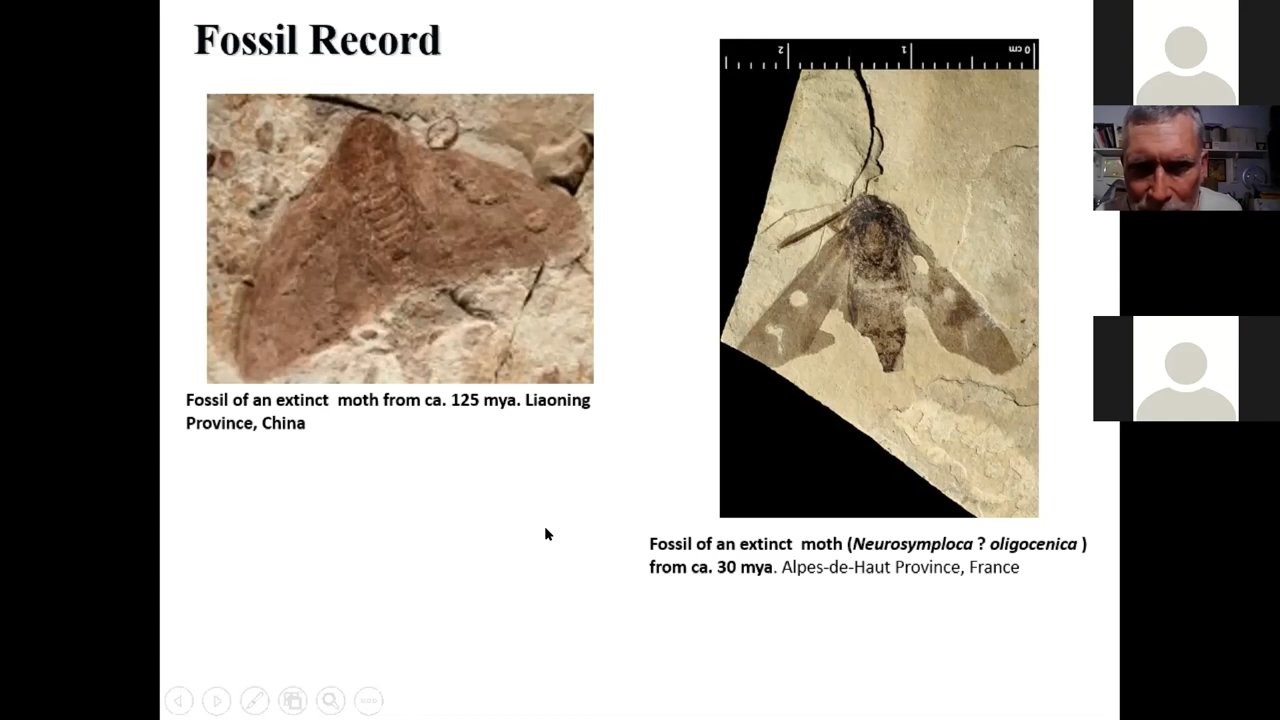 Fossil Record
2 1 0 cm
Fossil of an extinct moth from ca. 125 mya. Liaoning
Province, China
Fossil of an extinct moth (Neurosymploca ? oligocenica )
from ca. 30 mya. Alpes-de-Haut Province, France